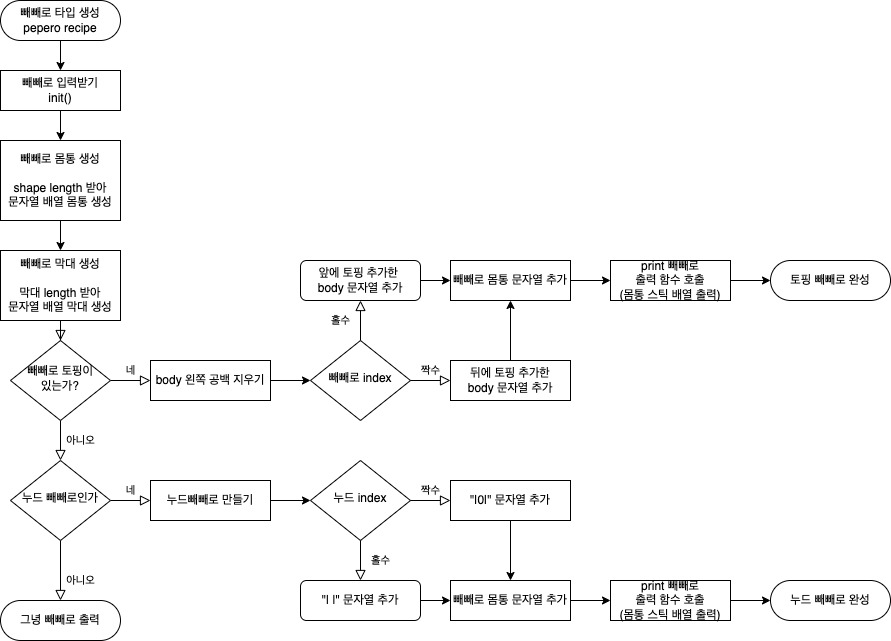 빼빼로 타입 생성
pepero recipe
빼빼로 입력받기
init()
빼빼로 몸통 생성
shape length 받아
문자열 배열 몸통 생성
빼빼로 막대 생성
막대 length 받아
문자열 배열 막대 생성
빼빼로 토핑이
있는가?
네
body 왼쪽 공백 지우기
빼빼로 index
홀수
앞에 토핑 추가한
body 문자열 추가
짝수
뒤에 토핑 추가한
body 문자열 추가
빼빼로 몸통 문자열 추가
print 빼빼로
출력 함수 호출
(몸통 스틱 배열 출력)
토핑 빼빼로 완성
아니오
누드 빼빼로인가
네
누드빼빼로 만들기
누드 index
짝수
"|0|" 문자열 추가
홀수
"| |" 문자열 추가
빼빼로 몸통 문자열 추가
print 빼빼로
출력 함수 호출
(몸통 스틱 배열 출력)
누드 빼빼로 완성
아니오
그냥 빼빼로 출력